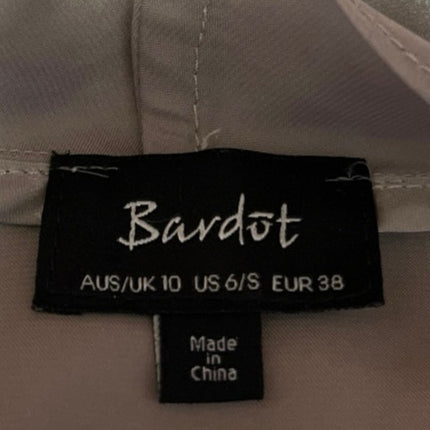 Bardōt
AUS/UK 10 US 6/S EUR 38
Made
in
China